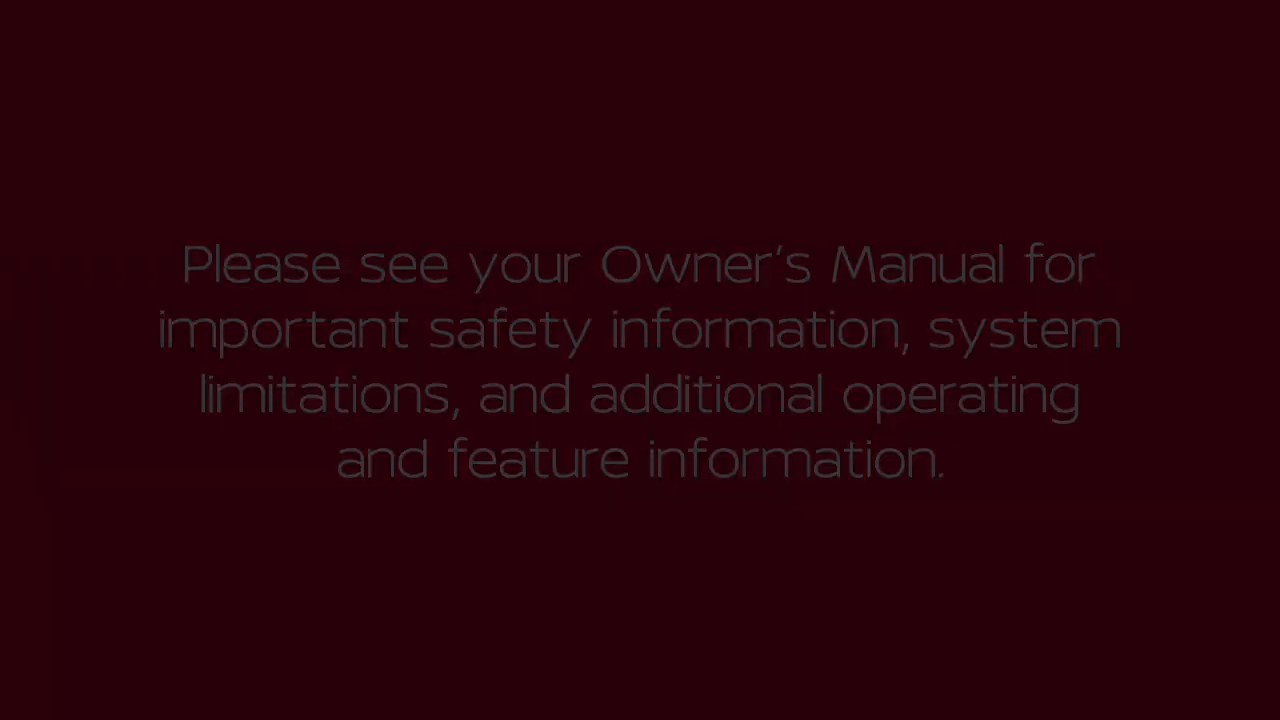 Please see your Owner's Manual for
important safety information, system
limitations, and additional operating
and feature information.